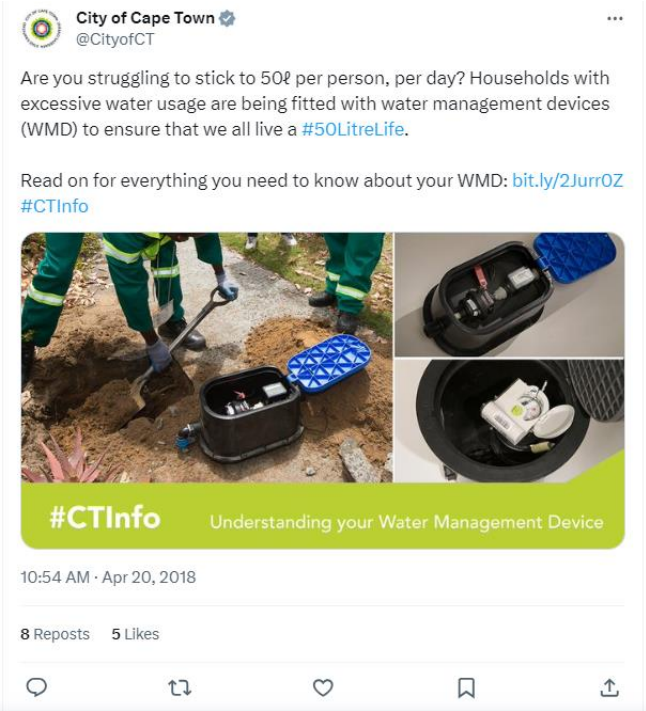 City of Cape Town
@CityofCT
Are you struggling to stick to 50ℓ per person, per day? Households with
excessive water usage are being fitted with water management devices
(WMD) to ensure that we all live a #50LitreLife.
Read on for everything you need to know about your WMD: bit.ly/2Jurr0Z
#CTInfo
#CTInfo Understanding your Water Management Device
10:54 AM · Apr 20, 2018
8 Reposts 5 Likes